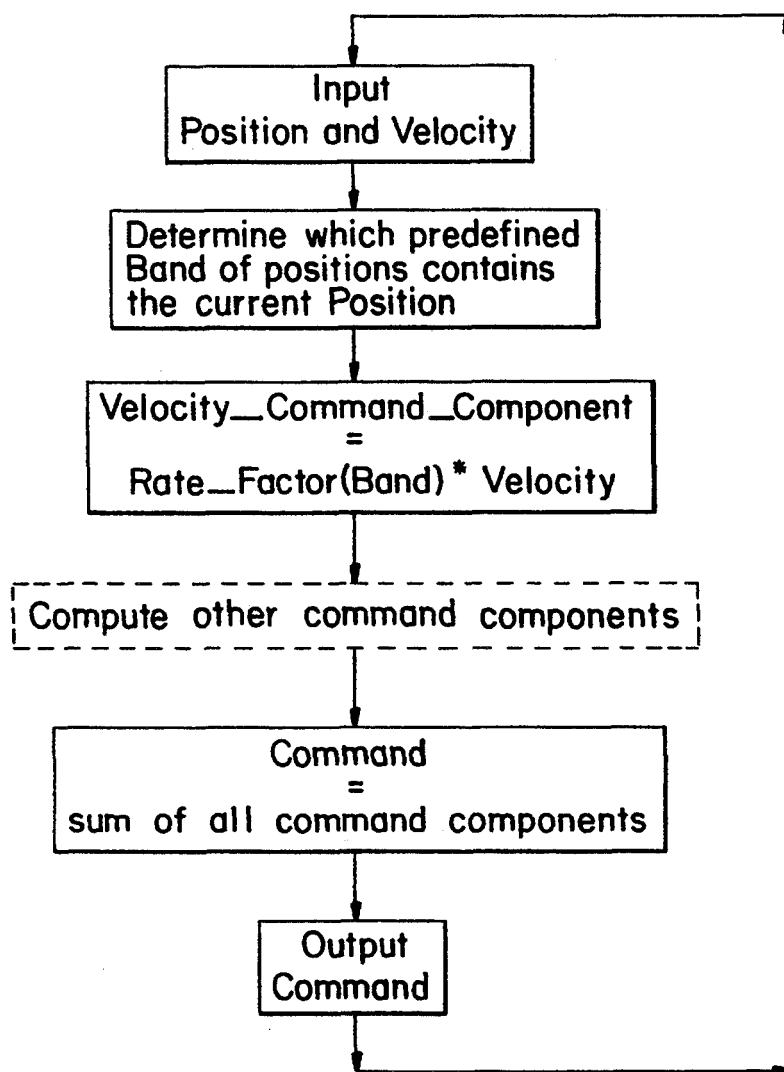 Input
Position and Velocity
Determine which predefined
Band of positions contains
the current Position
Velocity_Command_Component
=
Rate_Factor(Band) * Velocity
Compute other command components
Command
=
sum of all command components
Output
Command